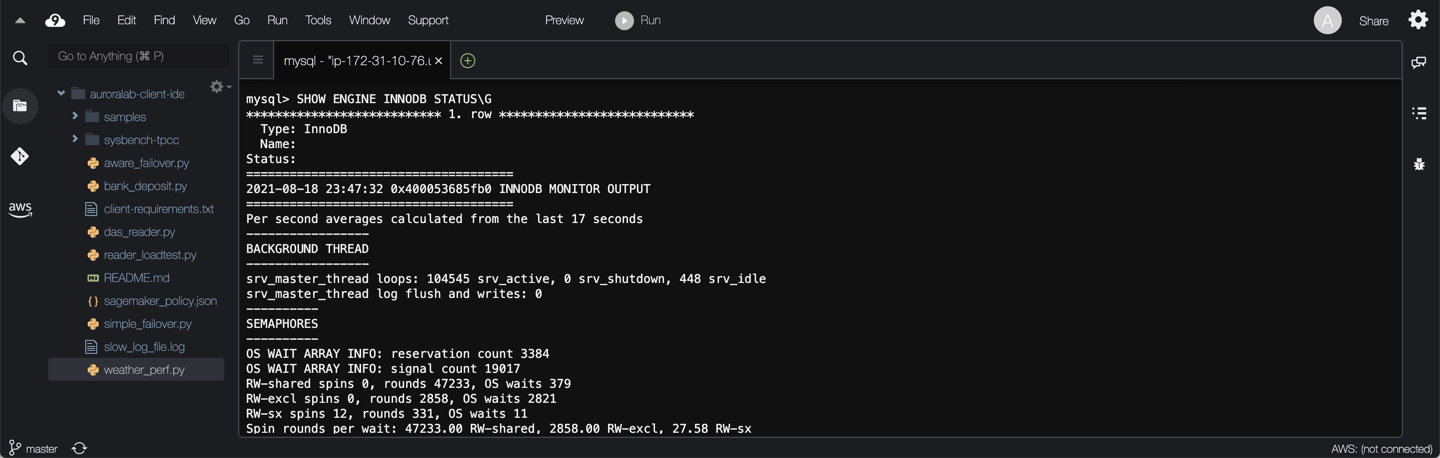 9 File Edit Find View Go Run Tools Window Support Preview Run A Share
Go to Anything (⌘ P)
mysql - "ip-172-31-10-76.u ×
auroralab-client-ide
samples
sysbench-tpcc
aware_failover.py
bank_deposit.py
client-requirements.txt
das_reader.py
reader_loadtest.py
README.md
sagemaker_policy.json
simple_failover.py
slow_log_file.log
weather_perf.py
aws
mysql> SHOW ENGINE INNODB STATUS\G
*************************** 1. row ***************************
  Type: InnoDB
  Name:
Status:
=====================================
2021-08-18 23:47:32 0x400053685fb0 INNODB MONITOR OUTPUT
=====================================
Per second averages calculated from the last 17 seconds
-----------------
BACKGROUND THREAD
-----------------
srv_master_thread loops: 104545 srv_active, 0 srv_shutdown, 448 srv_idle
srv_master_thread log flush and writes: 0
----------
SEMAPHORES
----------
OS WAIT ARRAY INFO: reservation count 3384
OS WAIT ARRAY INFO: signal count 19017
RW-shared spins 0, rounds 47233, OS waits 379
RW-excl spins 0, rounds 2858, OS waits 2821
RW-sx spins 12, rounds 331, OS waits 11
Spin rounds per wait: 47233.00 RW-shared, 2858.00 RW-excl, 27.58 RW-sx
master
AWS: (not connected)